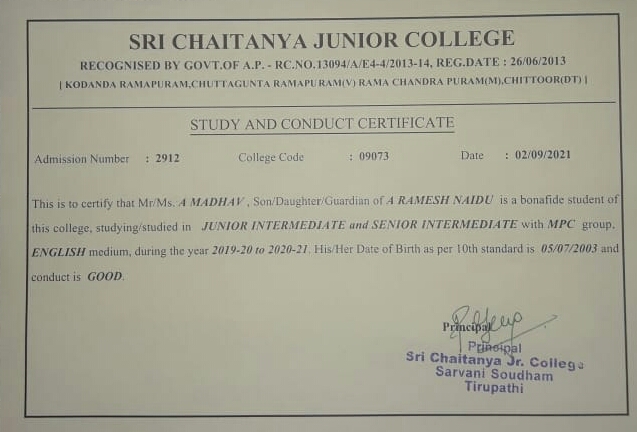 SRI CHAITANYA JUNIOR COLLEGE
RECOGNISED BY GOVT.OF A.P. - RC.NO.13094/A/E4-4/2013-14, REG.DATE : 26/06/2013
[ KODANDA RAMAPURAM,CHUTTAGUNTA RAMAPURAM(V) RAMA CHANDRA PURAM(M),CHITTOOR(DT) ]
STUDY AND CONDUCT CERTIFICATE
Admission Number : 2912 College Code : 09073 Date : 02/09/2021
This is to certify that Mr/Ms. A MADHAV , Son/Daughter/Guardian of A RAMESH NAIDU is a bonafide student of
this college, studying/studied in JUNIOR INTERMEDIATE and SENIOR INTERMEDIATE with MPC group,
ENGLISH medium, during the year 2019-20 to 2020-21. His/Her Date of Birth as per 10th standard is 05/07/2003 and
conduct is GOOD.
Principal
Principal
Sri Chaitanya Jr. College
Sarvani Soudham
Tirupathi